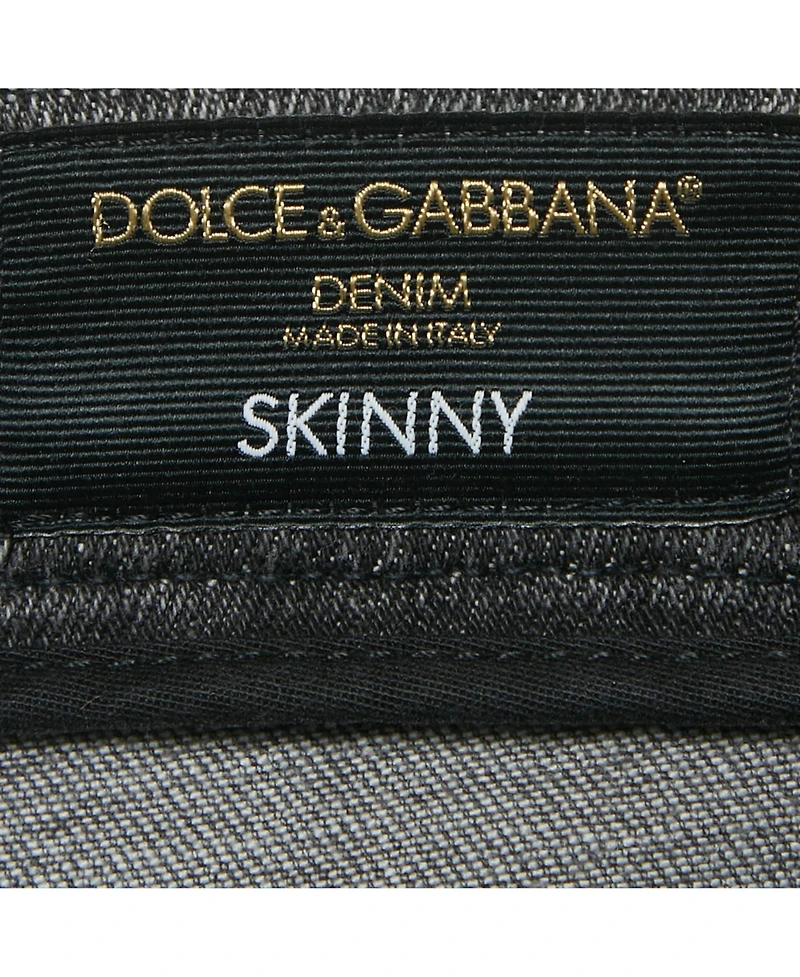 DOLCE & GABBANA®
DENIM
MADE IN ITALY
SKINNY